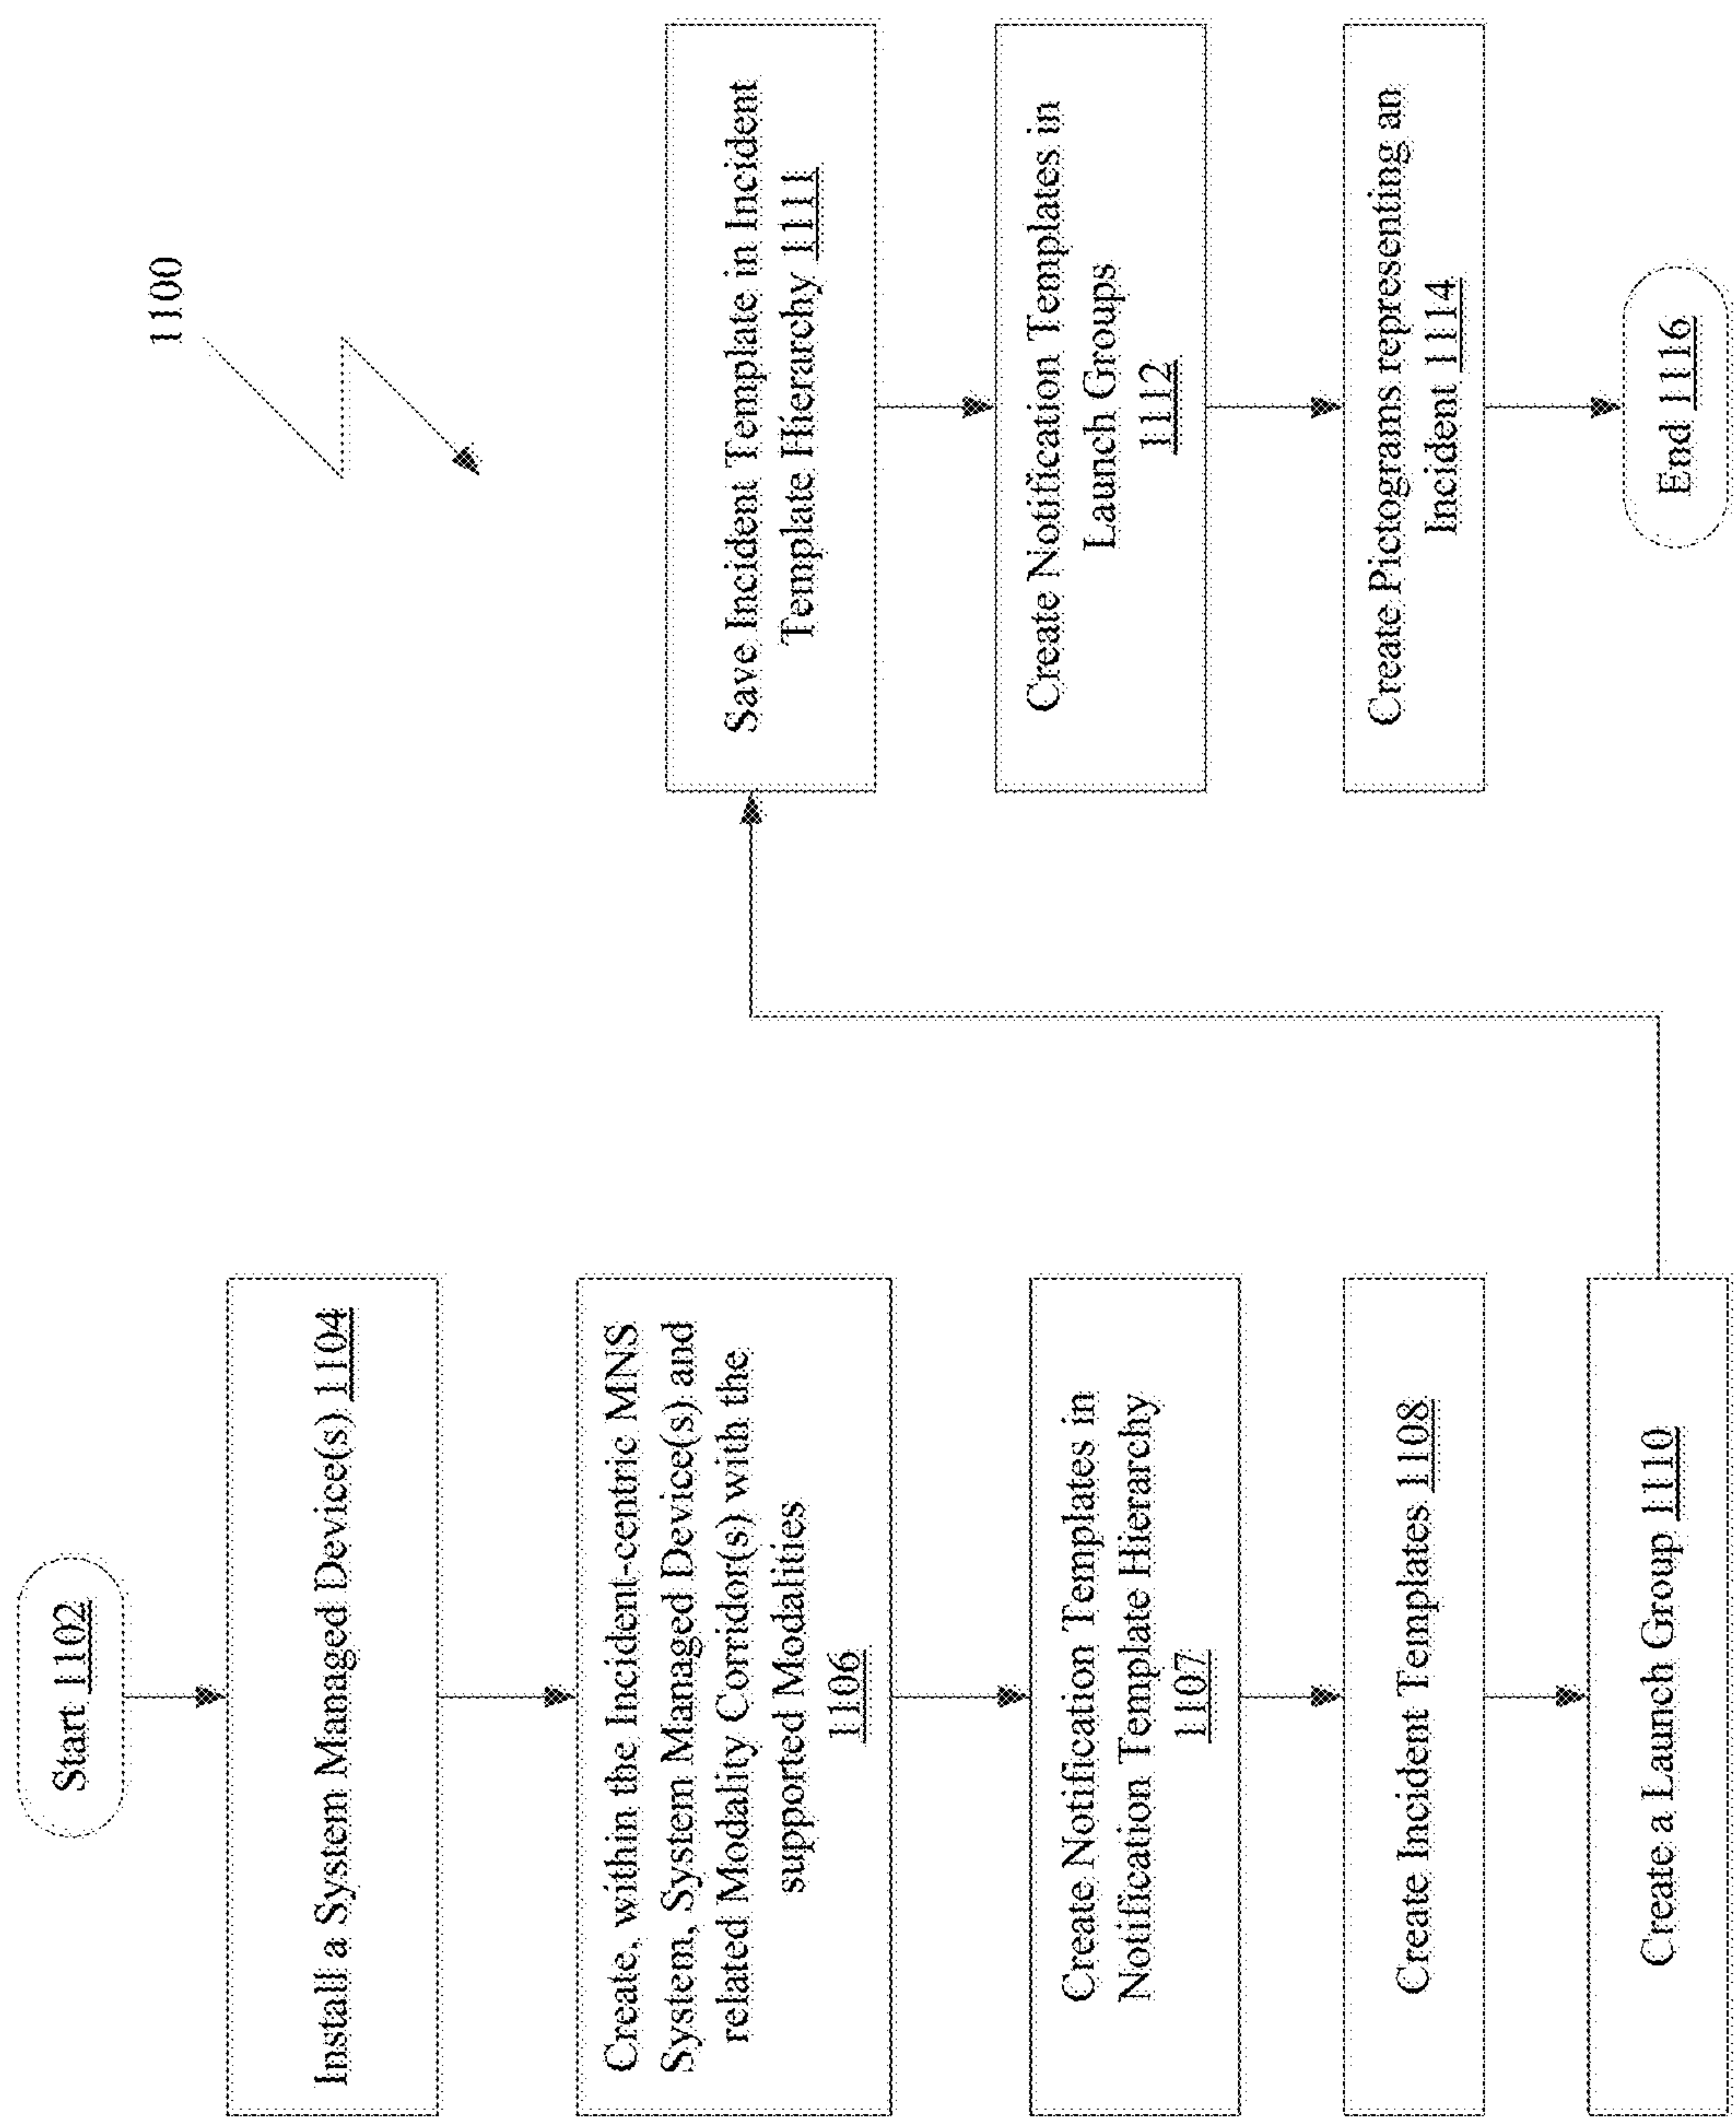 1100
Start 1102
Install a System Managed Device(s) 1104
Create, within the Incident-centric MNS
System, System Managed Device(s) and
related Modality Corridor(s) with the
supported Modalities
1106
Create Notification Templates in
Notification Template Hierarchy
1107
Create Incident Templates 1108
Create a Launch Group 1110
Save Incident Template in Incident
Template Hierarchy 1111
Create Notification Templates in
Launch Groups
1112
Create Pictograms representing an
Incident 1114
End 1116